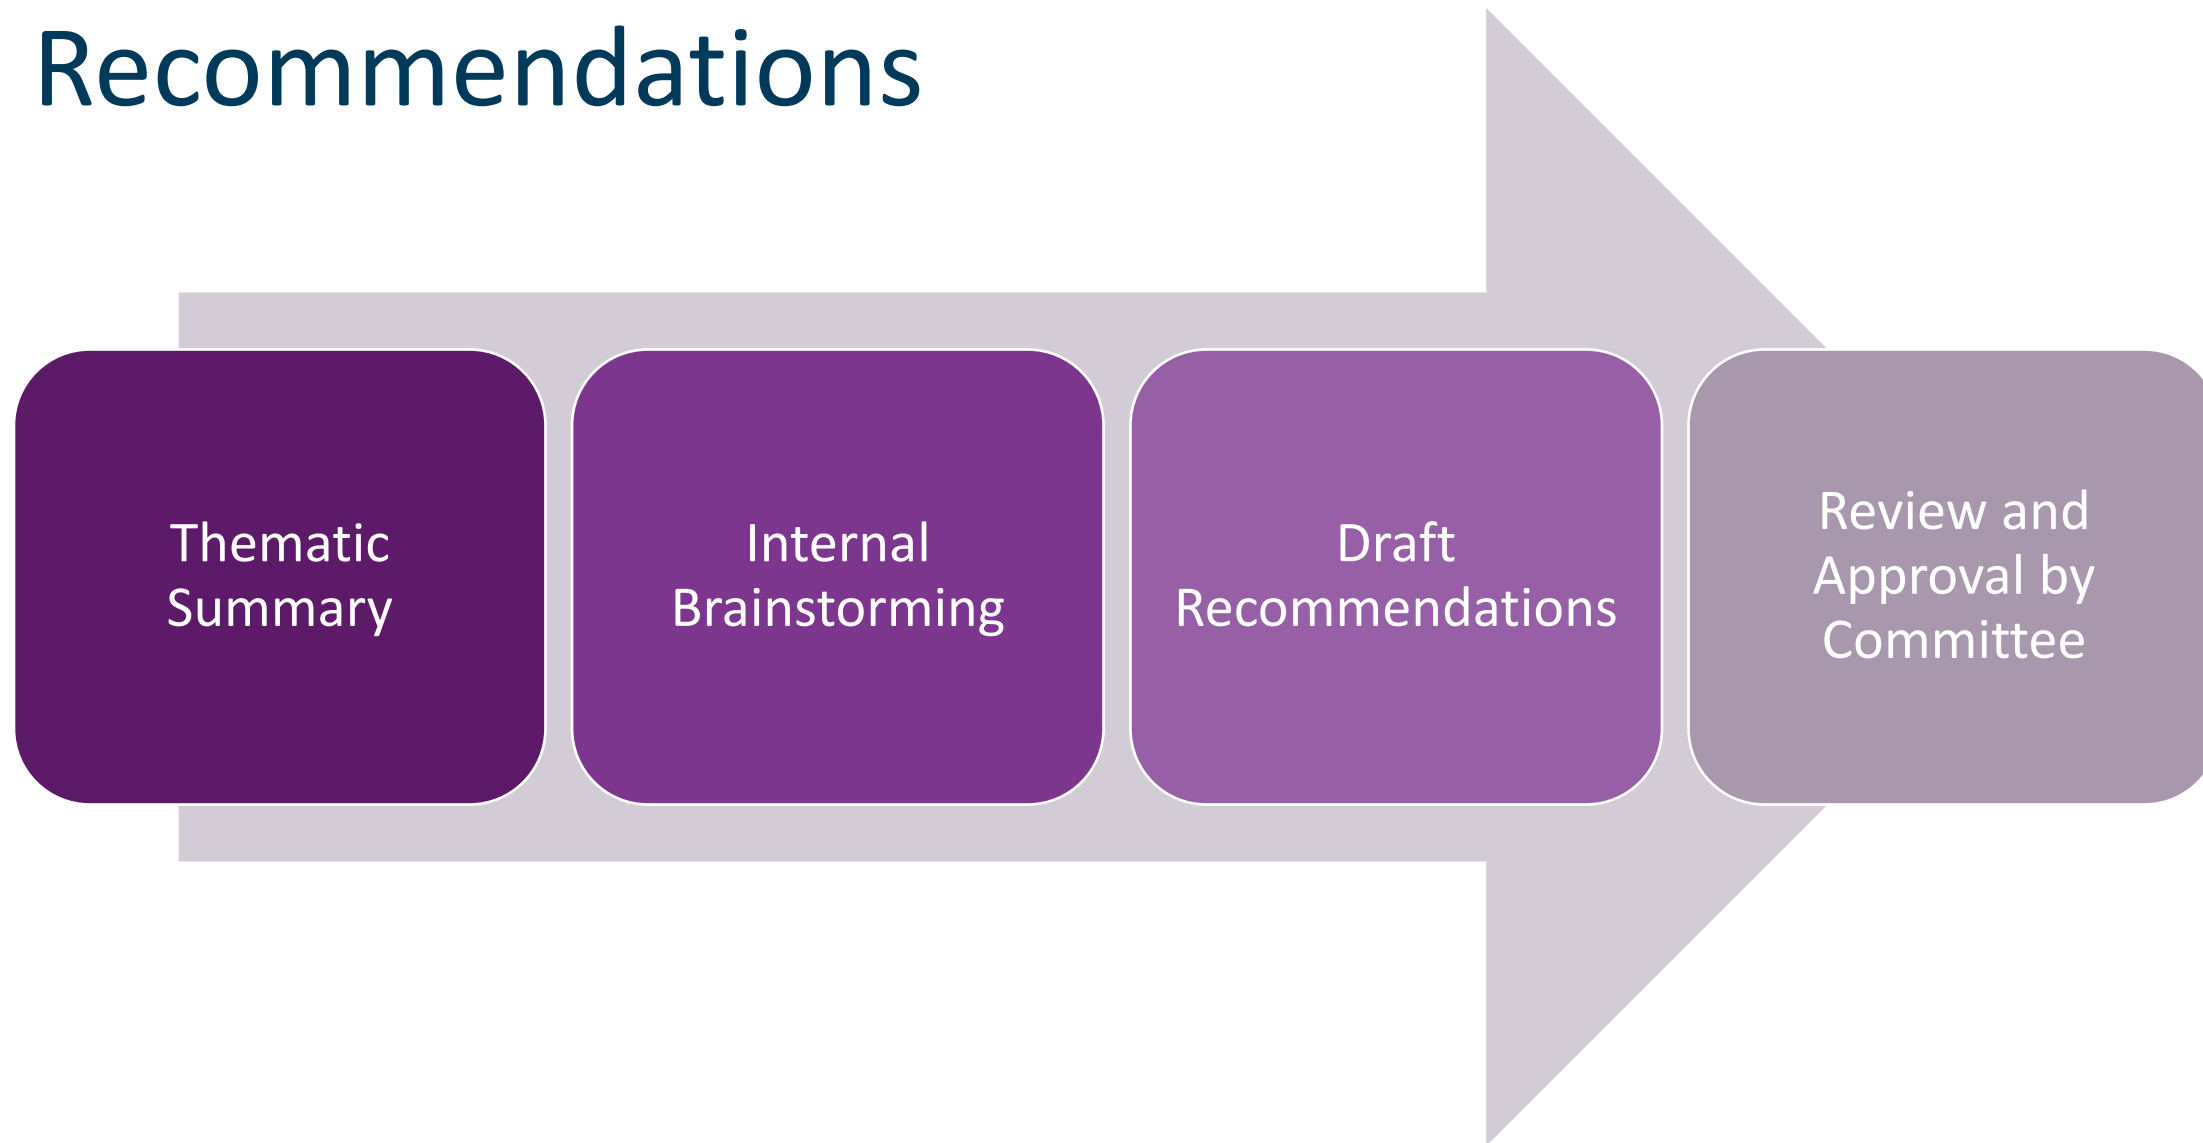 Recommendations
Thematic
Summary
Internal
Brainstorming
Draft
Recommendations
Review and
Approval by
Committee